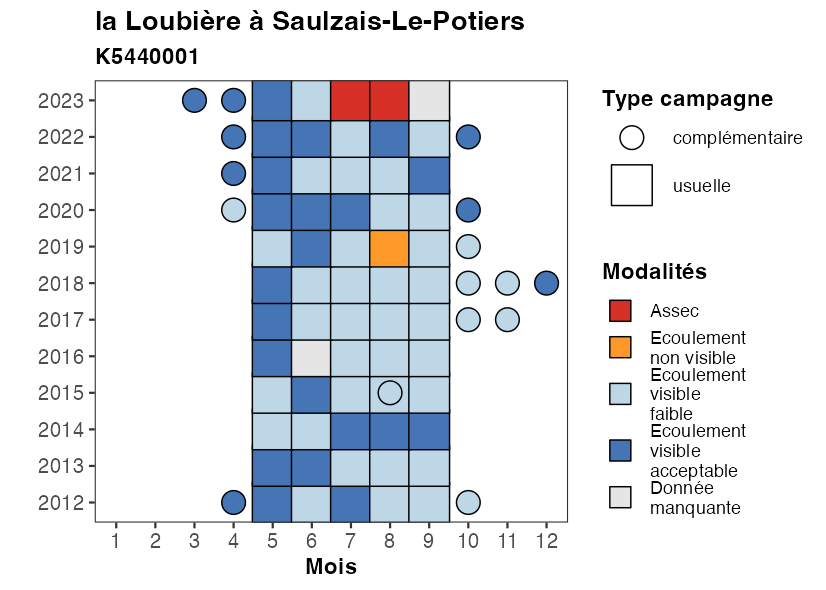 la Loubière à Saulzais-Le-Potiers
K5440001
2023
2022
2021
2020
2019
2018
2017
2016
2015
2014
2013
2012
1 2 3 4 5 6 7 8 9 10 11 12
Mois
Type campagne
complémentaire
usuelle
Modalités
Assec
Ecoulement
non visible
Ecoulement
visible
faible
Ecoulement
visible
acceptable
Donnée
manquante